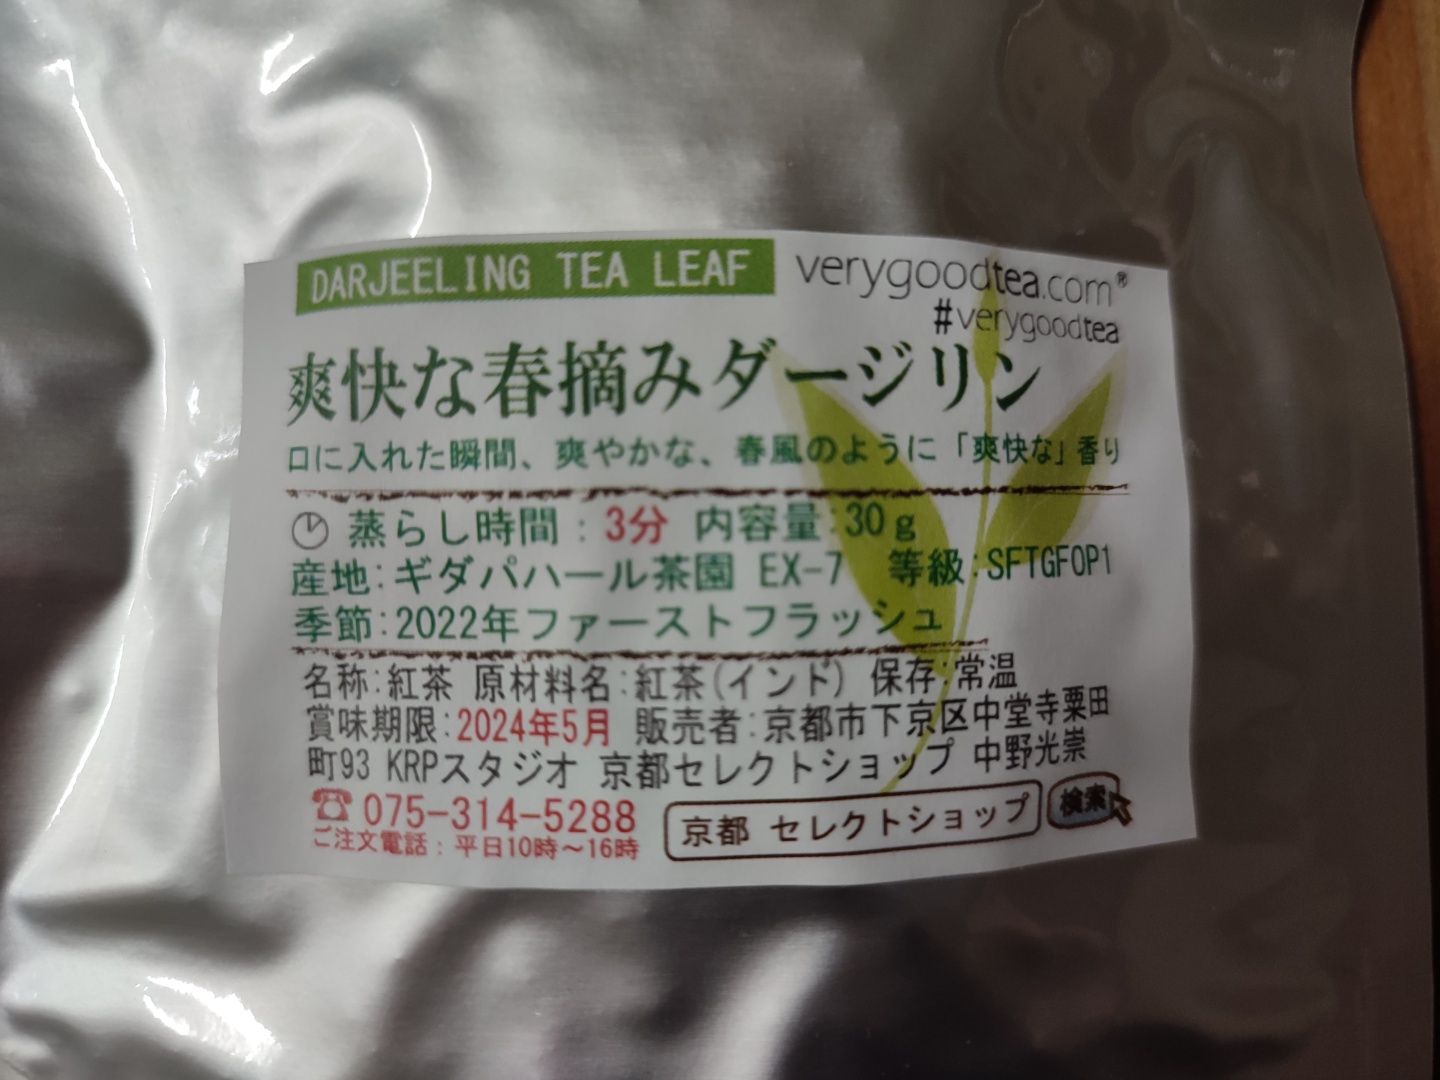 DARJEELING TEA LEAF
verygoodtea.com®
#verygoodtea
爽快な春摘みダージリン
口に入れた瞬間、爽やかな、春風のように「爽快な」香り
蒸らし時間：3分 内容量：30g
産地：ギダパハール茶園 EX-7 等級：SFTGFOP1
季節：2022年ファーストフラッシュ
名称：紅茶 原材料名：紅茶（インド） 保存：常温
賞味期限：2024年5月 販売者：京都市下京区中堂寺粟田
町93 KRPスタジオ 京都セレクトショップ 中野光崇
☎075-314-5288
ご注文電話：平日10時～16時
京都 セレクトショップ 検索